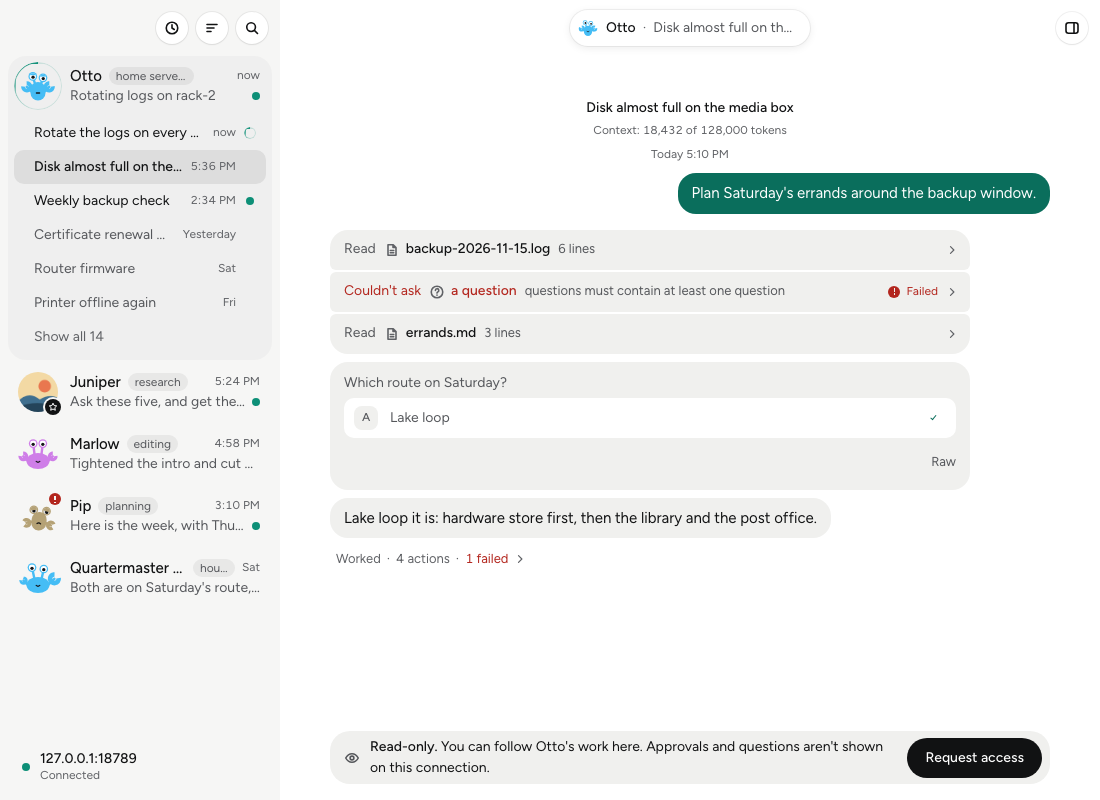 Otto home serve... now
Rotating logs on rack-2
Rotate the logs on every ... now
Disk almost full on the... 5:36 PM
Weekly backup check 2:34 PM
Certificate renewal ... Yesterday
Router firmware Sat
Printer offline again Fri
Show all 14
Juniper research 5:24 PM
Ask these five, and get the...
Marlow editing 4:58 PM
Tightened the intro and cut ...
Pip planning 3:10 PM
Here is the week, with Thu...
Quartermaster ... hou... Sat
Both are on Saturday's route,...
127.0.0.1:18789
Connected
Otto · Disk almost full on th...
Disk almost full on the media box
Context: 18,432 of 128,000 tokens
Today 5:10 PM
Plan Saturday's errands around the backup window.
Read backup-2026-11-15.log 6 lines
Couldn't ask a question questions must contain at least one question Failed
Read errands.md 3 lines
Which route on Saturday?
A Lake loop
Raw
Lake loop it is: hardware store first, then the library and the post office.
Worked · 4 actions · 1 failed
Read-only. You can follow Otto's work here. Approvals and questions aren't shown
on this connection.
Request access